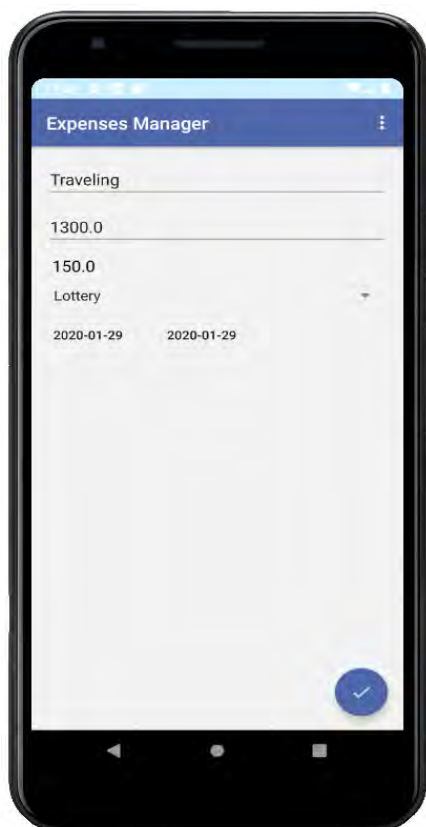 Expenses Manager
Traveling
1300.0
150.0
Lottery
2020-01-29 2020-01-29